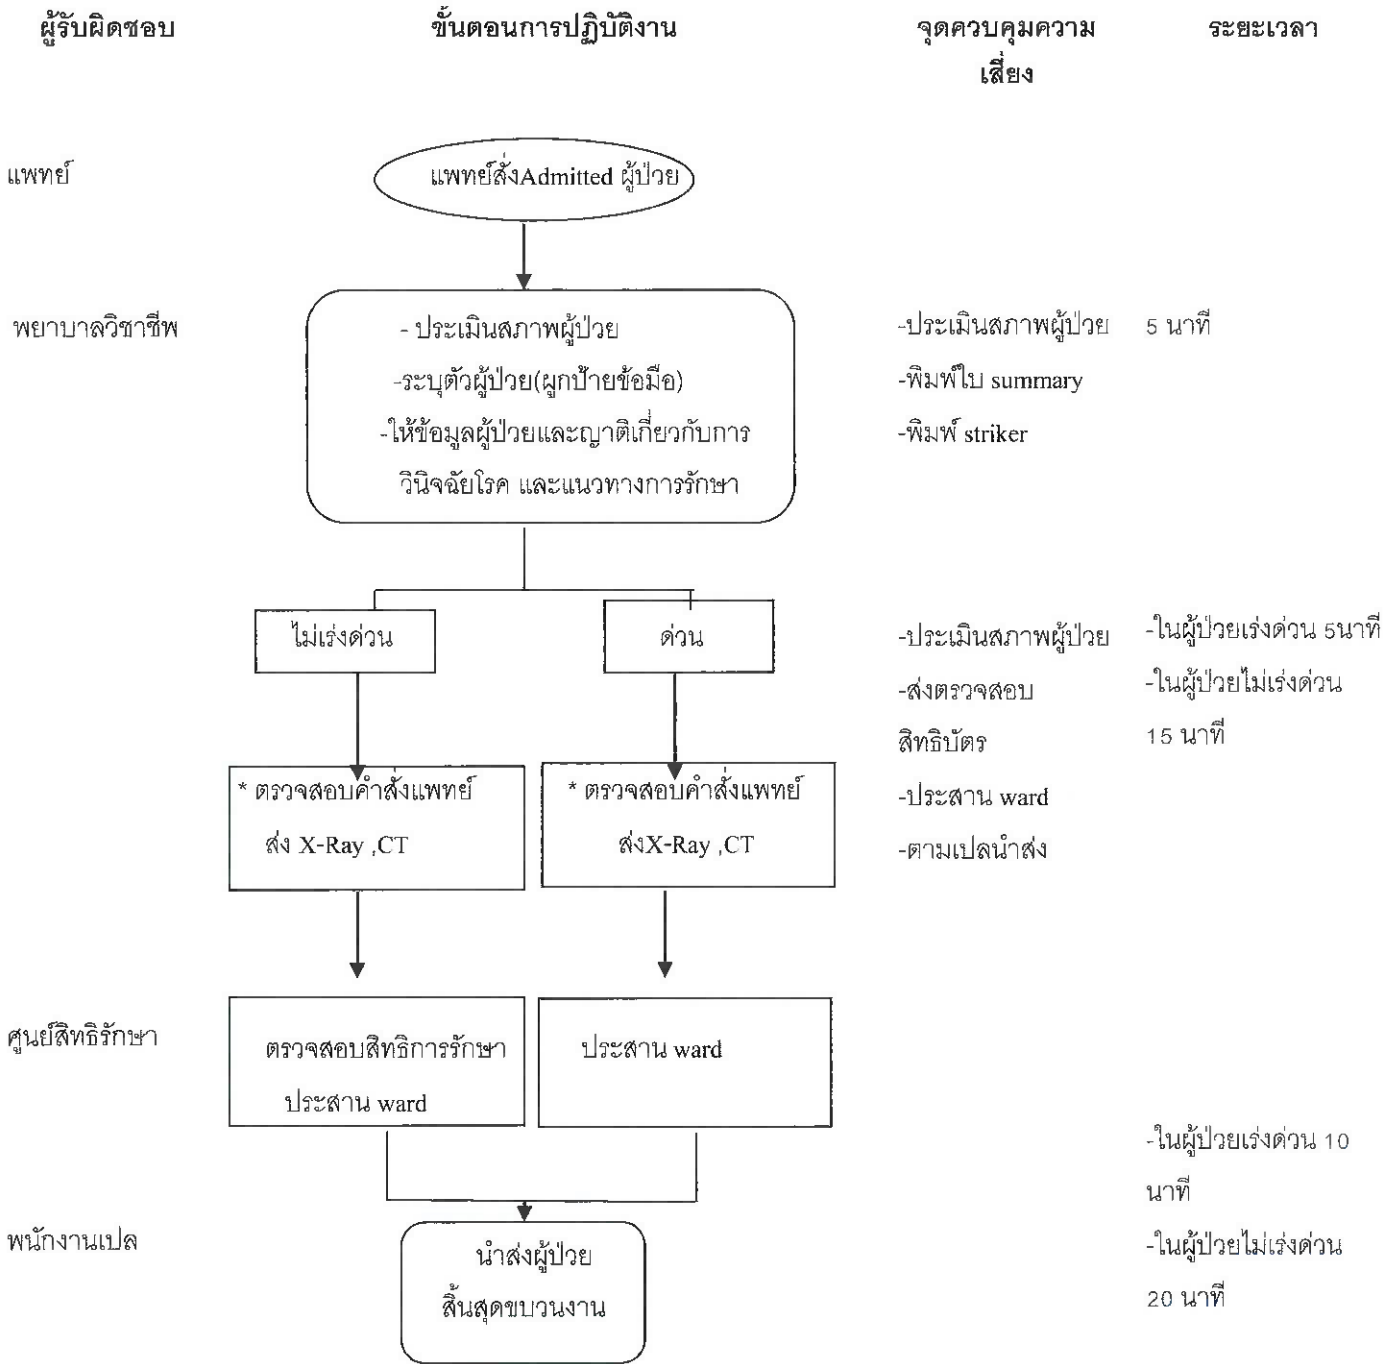 ผู้รับผิดชอบ ขั้นตอนการปฏิบัติงาน จุดควบคุมความ ระยะเวลา
เสี่ยง
แพทย์ แพทย์สั่งAdmitted ผู้ป่วย
พยาบาลวิชาชีพ - ประเมินสภาพผู้ป่วย -ประเมินสภาพผู้ป่วย 5 นาที
-ระบุตัวผู้ป่วย(ผูกป้ายข้อมือ) -พิมพ์ใบ summary
-ให้ข้อมูลผู้ป่วยและญาติเกี่ยวกับการ -พิมพ์ striker
วินิจฉัยโรค และแนวทางการรักษา
ไม่เร่งด่วน ด่วน -ประเมินสภาพผู้ป่วย -ในผู้ป่วยเร่งด่วน 5นาที
-ส่งตรวจสอบ -ในผู้ป่วยไม่เร่งด่วน
สิทธิบัตร 15 นาที
* ตรวจสอบคำสั่งแพทย์ * ตรวจสอบคำสั่งแพทย์ -ประสาน ward
ส่ง X-Ray ,CT ส่งX-Ray ,CT -ตามเปลนำส่ง
ศูนย์สิทธิรักษา ตรวจสอบสิทธิการรักษา ประสาน ward
ประสาน ward
-ในผู้ป่วยเร่งด่วน 10
นาที
พนักงานเปล นำส่งผู้ป่วย -ในผู้ป่วยไม่เร่งด่วน
สิ้นสุดขบวนงาน 20 นาที